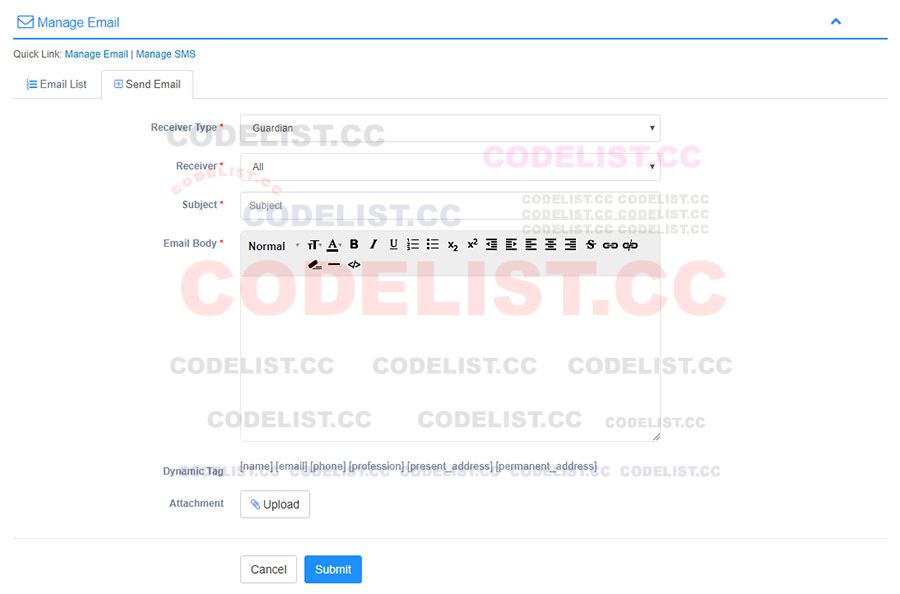 Manage Email
Quick Link: Manage Email | Manage SMS
Email List
Send Email
Receiver Type * Guardian
CODELIST.CC
CODELIST.CC
Receiver * All
CODELIST.CC
Subject * Subject
CODELIST.CC
CODELIST.CC CODELIST.CC
CODELIST.CC CODELIST.CC
CODELIST.CC CODELIST.CC
Email Body * Normal
CODELIST.CC
CODELIST.CC CODELIST.CC CODELIST.CC
CODELIST.CC CODELIST.CC CODELIST.CC
Dynamic Tag [name] [email] [phone] [profession] [present_address] [permanent_address]
CODELIST.CC CODELIST.CC CODELIST.CC CODELIST.CC CODELIST.CC
Attachment Upload
Cancel Submit